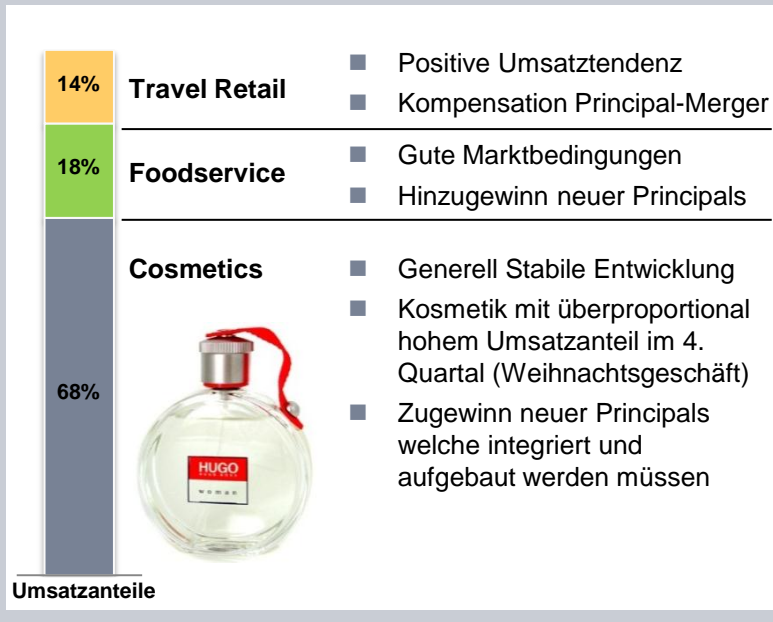 14%
Travel Retail
Positive Umsatztendenz
Kompensation Principal-Merger
18%
Foodservice
Gute Marktbedingungen
Hinzugewinn neuer Principals
68%
Cosmetics
Generell Stabile Entwicklung
Kosmetik mit überproportional
hohem Umsatzanteil im 4.
Quartal (Weihnachtsgeschäft)
Zugewinn neuer Principals
welche integriert und
aufgebaut werden müssen
HUGO
woman
Umsatzanteile